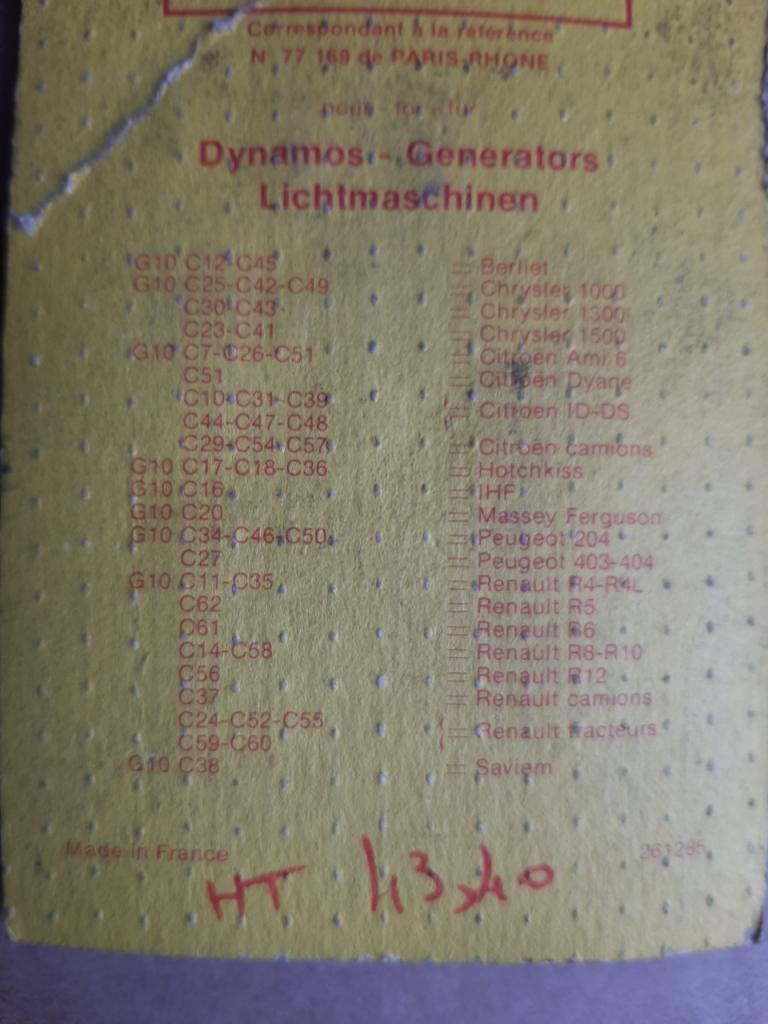 Correspondant à la référence
N. 77 169 de PARIS-RHONE
pour - for - für
Dynamos - Generators
Lichtmaschinen
G10 C12-C45 = Berliet
G10 C25-C42-C49 = Chrysler 1000
C30-C43 = Chrysler 1300
C23-C41 = Chrysler 1500
G10 C7-C26-C51 = Citroën Ami 6
C51 = Citroën Dyane
C10-C31-C39
C44-C47-C48 = Citroën ID-DS
C29-C54-C57 = Citroën camions
G10 C17-C18-C36 = Hotchkiss
G10 C16 = IHF
G10 C20 = Massey Ferguson
G10 C34-C46-C50 = Peugeot 204
C27 = Peugeot 403-404
G10 C11-C35 = Renault R4-R4L
C62 = Renault R5
C61 = Renault R6
C14-C58 = Renault R8-R10
C56 = Renault R12
C37 = Renault camions
C24-C52-C55
C59-C60 = Renault tracteurs
G10 C38 = Saviem
Made in France 261285
HT 43,40